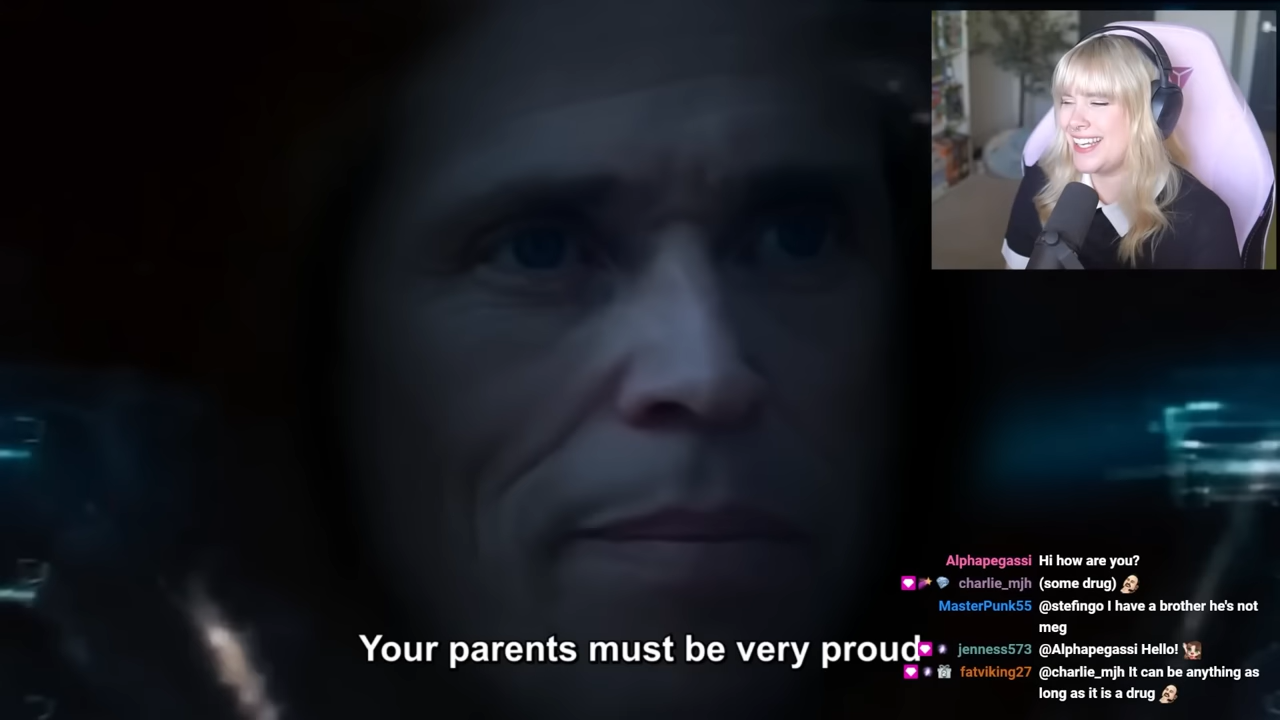 Alphapegassi Hi how are you?
charlie_mjh (some drug)
MasterPunk55 @stefingo I have a brother he's not
meg
Your parents must be very proud
jenness573 @Alphapegassi Hello!
fatviking27 @charlie_mjh It can be anything as
long as it is a drug